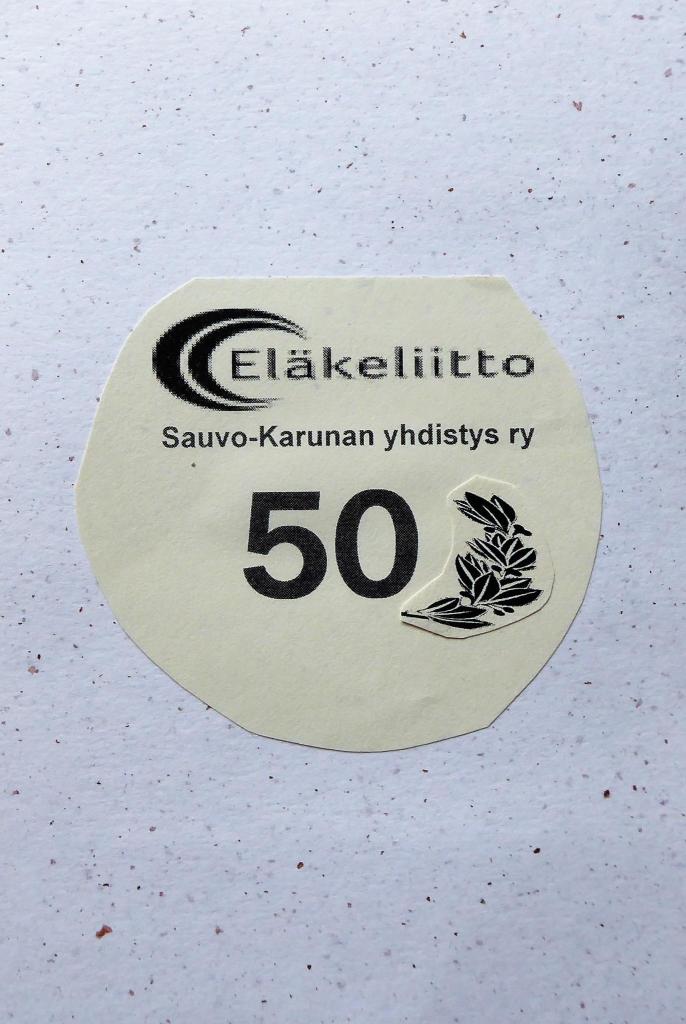 Eläkeliitto
Sauvo-Karunan yhdistys ry
50